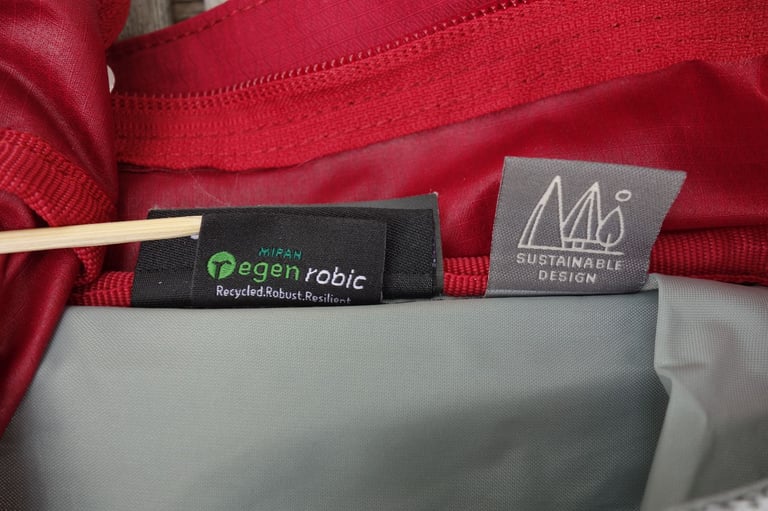 MIPAN
regen robic
Recycled.Robust.Resilient
SUSTAINABLE
DESIGN